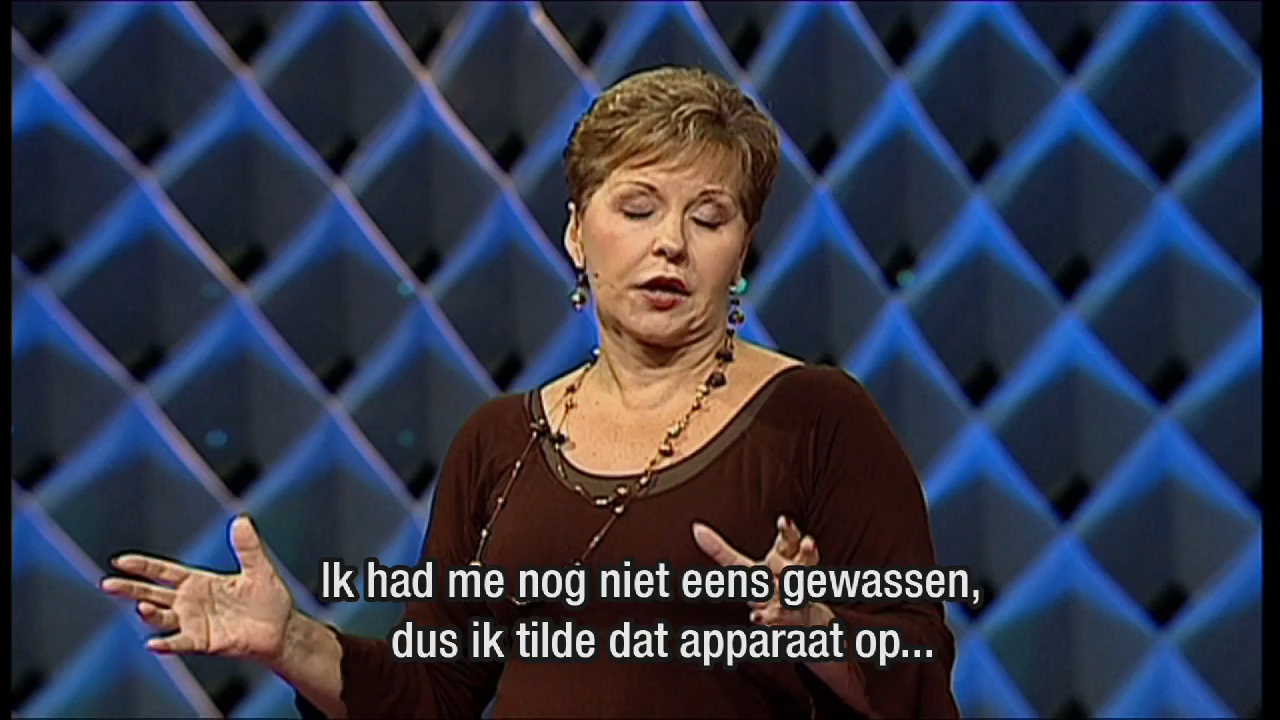 Ik had me nog niet eens gewassen,
dus ik tilde dat apparaat op...